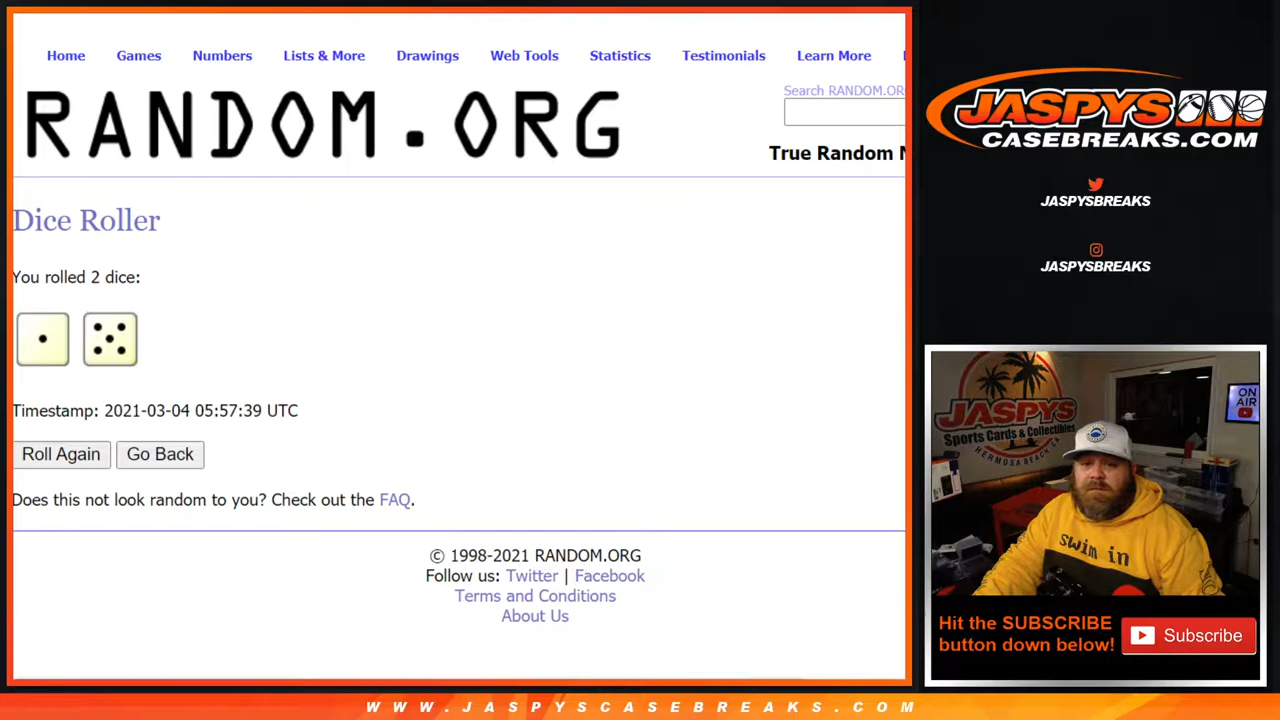 Home Games Numbers Lists & More Drawings Web Tools Statistics Testimonials Learn More
RANDOM.ORG
Search RANDOM.OR
True Random
Dice Roller
You rolled 2 dice:
Timestamp: 2021-03-04 05:57:39 UTC
Roll Again Go Back
Does this not look random to you? Check out the FAQ.
© 1998-2021 RANDOM.ORG
Follow us: Twitter | Facebook
Terms and Conditions
About Us
JASPYS
CASEBREAKS.COM
JASPYSBREAKS
JASPYSBREAKS
JASPYS
Sports Cards & Collectibles
HERMOSA BEACH, CA
ON
AIR
swim in
Hit the SUBSCRIBE
button down below!
Subscribe
WWW.JASPYSCASEBREAKS.COM